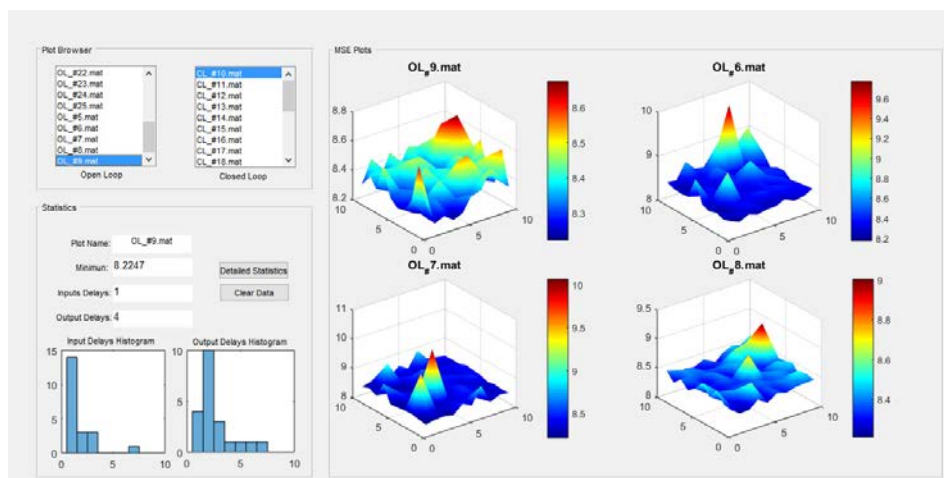 Plot Browser
OL_#22.mat
OL_#23.mat
OL_#24.mat
OL_#25.mat
OL_#5.mat
OL_#6.mat
OL_#7.mat
OL_#8.mat
OL_#9.mat
Open Loop
CL_#10.mat
CL_#11.mat
CL_#12.mat
CL_#13.mat
CL_#14.mat
CL_#15.mat
CL_#16.mat
CL_#17.mat
CL_#18.mat
Closed Loop
Statistics
Plot Name: OL_#9.mat
Minimun: 8.2247
Detailed Statistics
Inputs Delays: 1
Clear Data
Output Delays: 4
Input Delays Histogram
15
10
5
0
0 5 10
Output Delays Histogram
10
5
0
0 5 10
MSE Plots
OL#9.mat
8.8
8.6
8.4
8.2
10
5
0
0
5
10
8.6
8.5
8.4
8.3
OL#6.mat
10
9
8
10
5
0
0
5
10
9.6
9.4
9.2
9
8.8
8.6
8.4
8.2
OL#7.mat
11
10
9
8
10
5
0
0
5
10
10
9.5
9
8.5
OL#8.mat
9.5
9
8.5
8
10
5
0
0
5
10
9
8.8
8.6
8.4